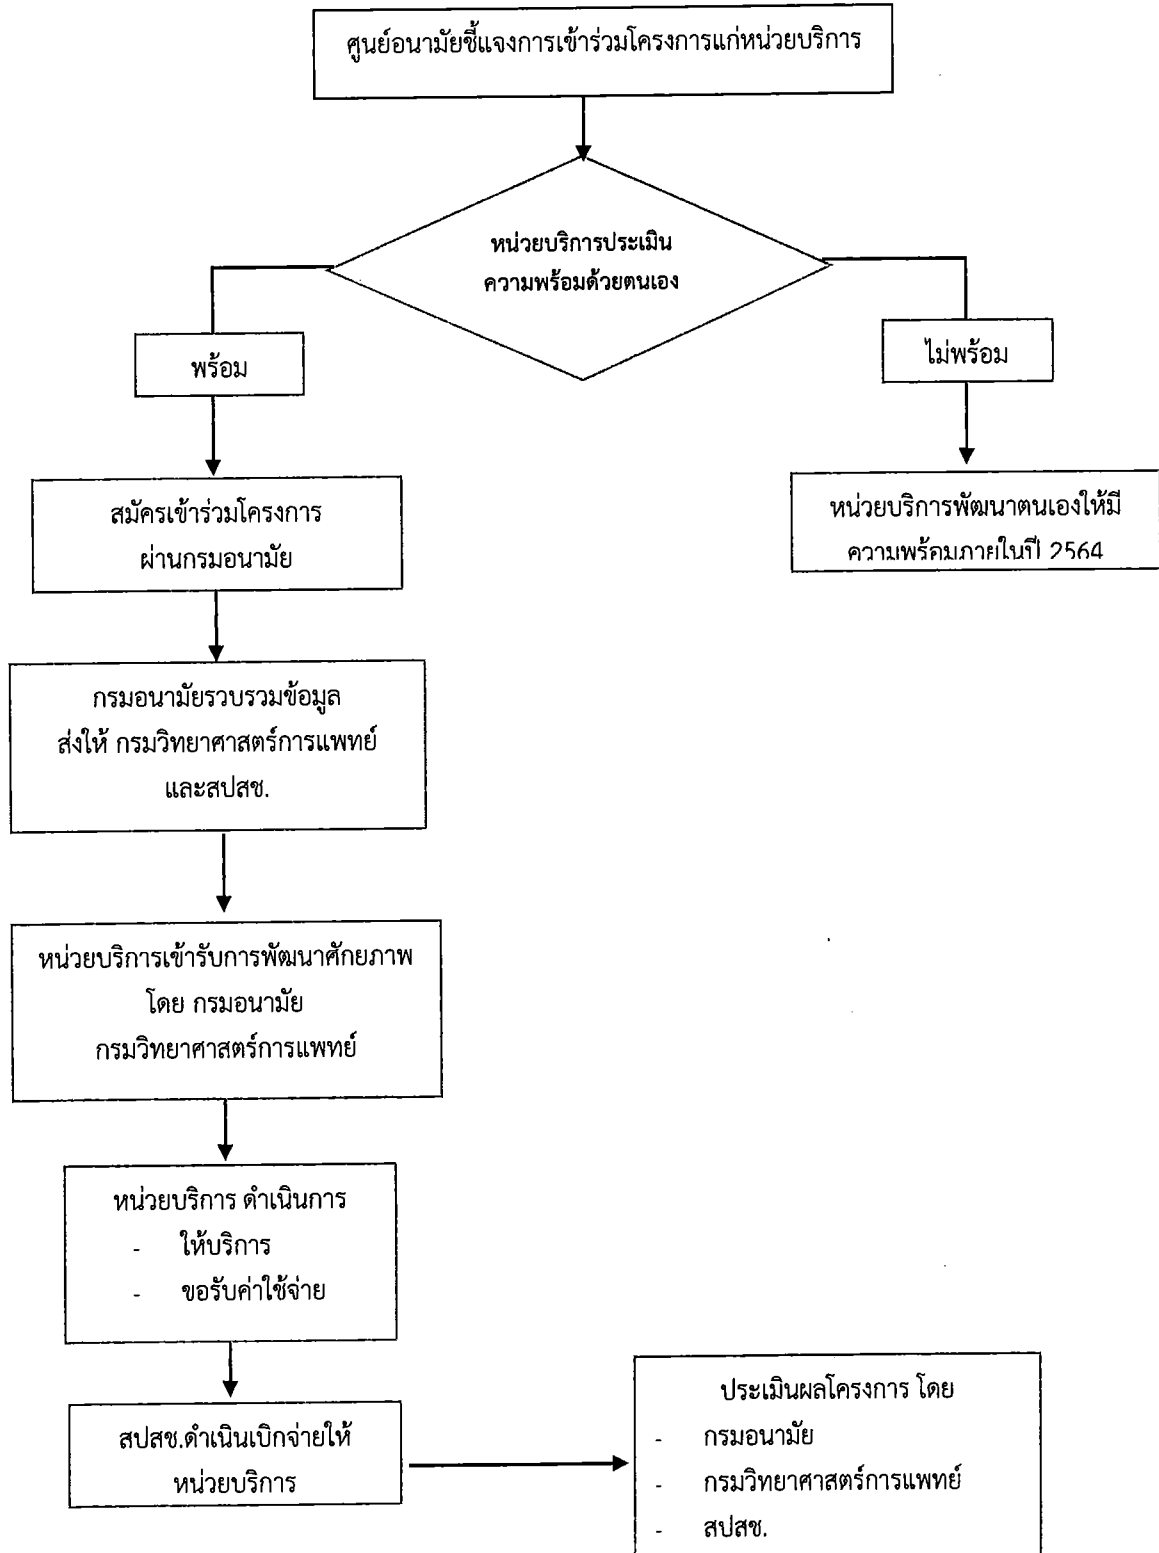 ศูนย์อนามัยชี้แจงการเข้าร่วมโครงการแก่หน่วยบริการ
หน่วยบริการประเมิน
ความพร้อมด้วยตนเอง
พร้อม
ไม่พร้อม
สมัครเข้าร่วมโครงการ
ผ่านกรมอนามัย
หน่วยบริการพัฒนาตนเองให้มี
ความพร้อมภายในปี 2564
กรมอนามัยรวบรวมข้อมูล
ส่งให้ กรมวิทยาศาสตร์การแพทย์
และสปสช.
หน่วยบริการเข้ารับการพัฒนาศักยภาพ
โดย กรมอนามัย
กรมวิทยาศาสตร์การแพทย์
หน่วยบริการ ดำเนินการ
- ให้บริการ
- ขอรับค่าใช้จ่าย
สปสช.ดำเนินเบิกจ่ายให้
หน่วยบริการ
ประเมินผลโครงการ โดย
- กรมอนามัย
- กรมวิทยาศาสตร์การแพทย์
- สปสช.